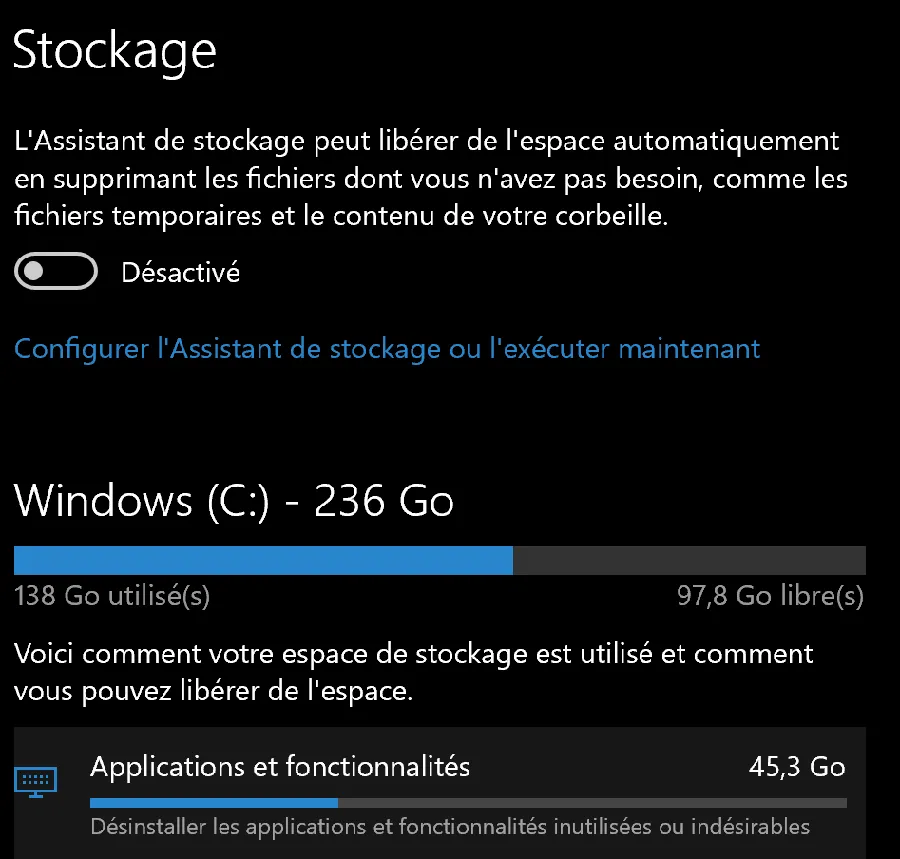 Stockage
L'Assistant de stockage peut libérer de l'espace automatiquement
en supprimant les fichiers dont vous n'avez pas besoin, comme les
fichiers temporaires et le contenu de votre corbeille.
Désactivé
Configurer l'Assistant de stockage ou l'exécuter maintenant
Windows (C:) - 236 Go
138 Go utilisé(s) 97,8 Go libre(s)
Voici comment votre espace de stockage est utilisé et comment
vous pouvez libérer de l'espace.
Applications et fonctionnalités 45,3 Go
Désinstaller les applications et fonctionnalités inutilisées ou indésirables